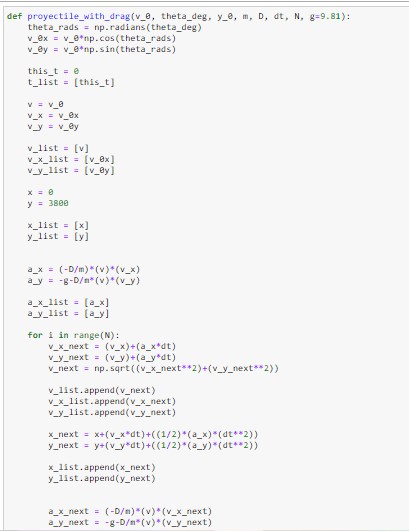 def proyectile_with_drag(v_0, theta_deg, y_0, m, D, dt, N, g=9.81):
    theta_rads = np.radians(theta_deg)
    v_0x = v_0*np.cos(theta_rads)
    v_0y = v_0*np.sin(theta_rads)

    this_t = 0
    t_list = [this_t]

    v = v_0
    v_x = v_0x
    v_y = v_0y

    v_list = [v]
    v_x_list = [v_0x]
    v_y_list = [v_0y]

    x = 0
    y = 3800

    x_list = [x]
    y_list = [y]


    a_x = (-D/m)*(v)*(v_x)
    a_y = -g-D/m*(v)*(v_y)

    a_x_list = [a_x]
    a_y_list = [a_y]

    for i in range(N):
        v_x_next = (v_x)+(a_x*dt)
        v_y_next = (v_y)+(a_y*dt)
        v_next = np.sqrt((v_x_next**2)+(v_y_next**2))

        v_list.append(v_next)
        v_x_list.append(v_x_next)
        v_y_list.append(v_y_next)

        x_next = x+(v_x*dt)+((1/2)*(a_x)*(dt**2))
        y_next = y+(v_y*dt)+((1/2)*(a_y)*(dt**2))

        x_list.append(x_next)
        y_list.append(y_next)


        a_x_next = (-D/m)*(v)*(v_x_next)
        a_y_next = -g-D/m*(v)*(v_y_next)